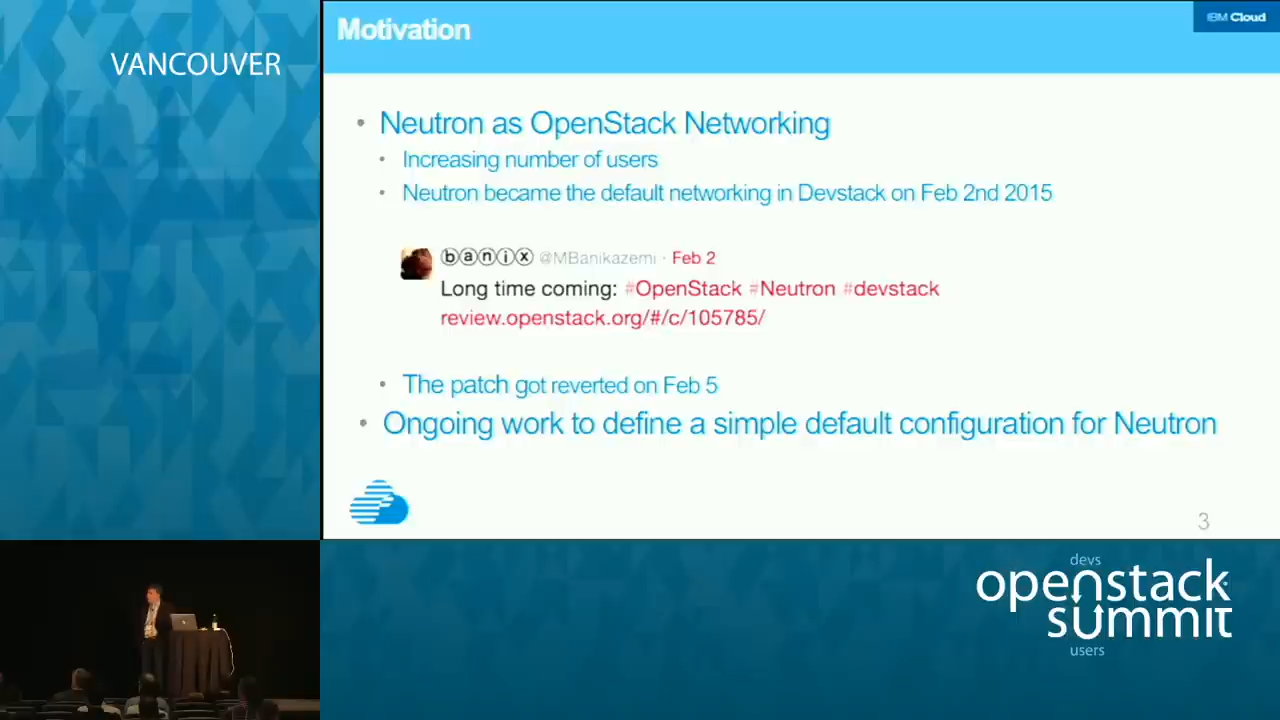 VANCOUVER
Motivation
IBM Cloud
Neutron as OpenStack Networking
Increasing number of users
Neutron became the default networking in Devstack on Feb 2nd 2015
ⓑⓐⓝⓘⓧ @MBanikazemi · Feb 2
Long time coming: #OpenStack #Neutron #devstack
review.openstack.org/#/c/105785/
The patch got reverted on Feb 5
Ongoing work to define a simple default configuration for Neutron
3
devs
openstack
summit
users